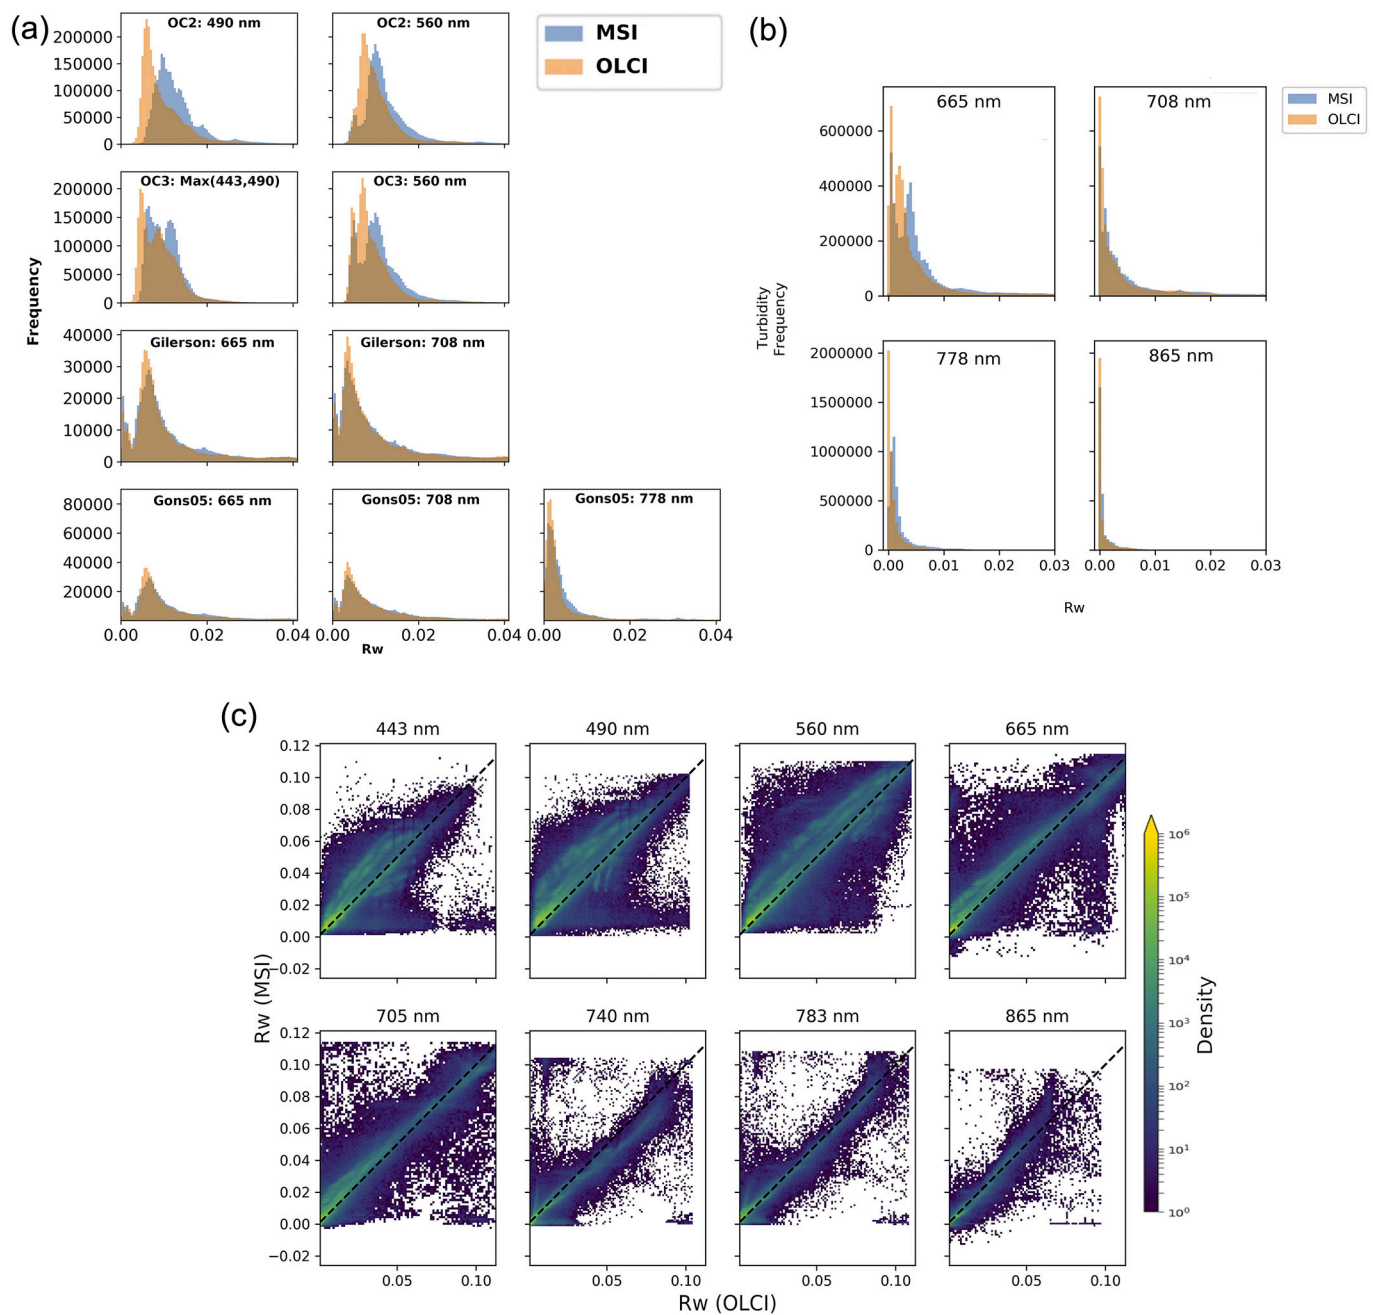 (a)
OC2: 490 nm
OC2: 560 nm
MSI
OLCI
200000
150000
100000
50000
0
OC3: Max(443,490)
OC3: 560 nm
200000
150000
100000
50000
0
Frequency
Gilerson: 665 nm
Gilerson: 708 nm
40000
30000
20000
10000
0
Gons05: 665 nm
Gons05: 708 nm
Gons05: 778 nm
80000
60000
40000
20000
0.00 0.02 0.04
0.00 0.02 0.04
0.00 0.02 0.04
Rw
(b)
665 nm
708 nm
MSI
OLCI
600000
400000
200000
0
Turbidity
Frequency
778 nm
865 nm
2000000
1500000
1000000
500000
0
0.00 0.01 0.02 0.03
0.00 0.01 0.02 0.03
Rw
(c)
443 nm
490 nm
560 nm
665 nm
0.12
0.10
0.08
0.06
0.04
0.02
0.00
−0.02
Rw (MSI)
705 nm
740 nm
783 nm
865 nm
0.12
0.10
0.08
0.06
0.04
0.02
0.00
−0.02
0.05 0.10
0.05 0.10
0.05 0.10
0.05 0.10
Rw (OLCI)
10⁶
10⁵
10⁴
10³
10²
10¹
10⁰
Density